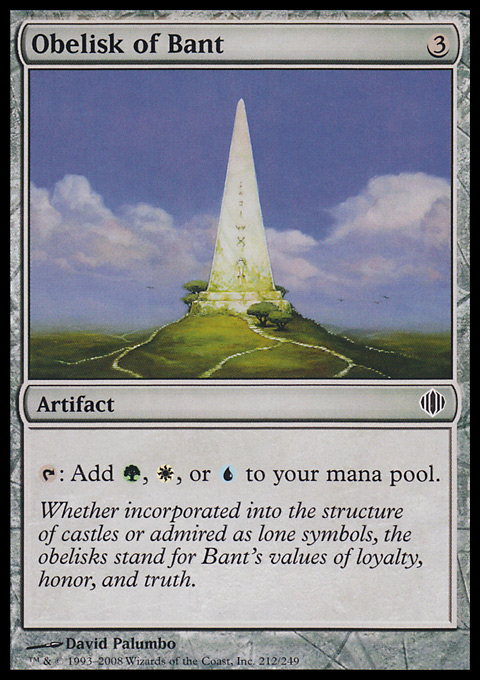 Obelisk of Bant 3
Artifact
: Add , , or to your mana pool.
Whether incorporated into the structure
of castles or admired as lone symbols, the
obelisks stand for Bant's values of loyalty,
honor, and truth.
David Palumbo
™ & © 1993–2008 Wizards of the Coast, Inc. 212/249